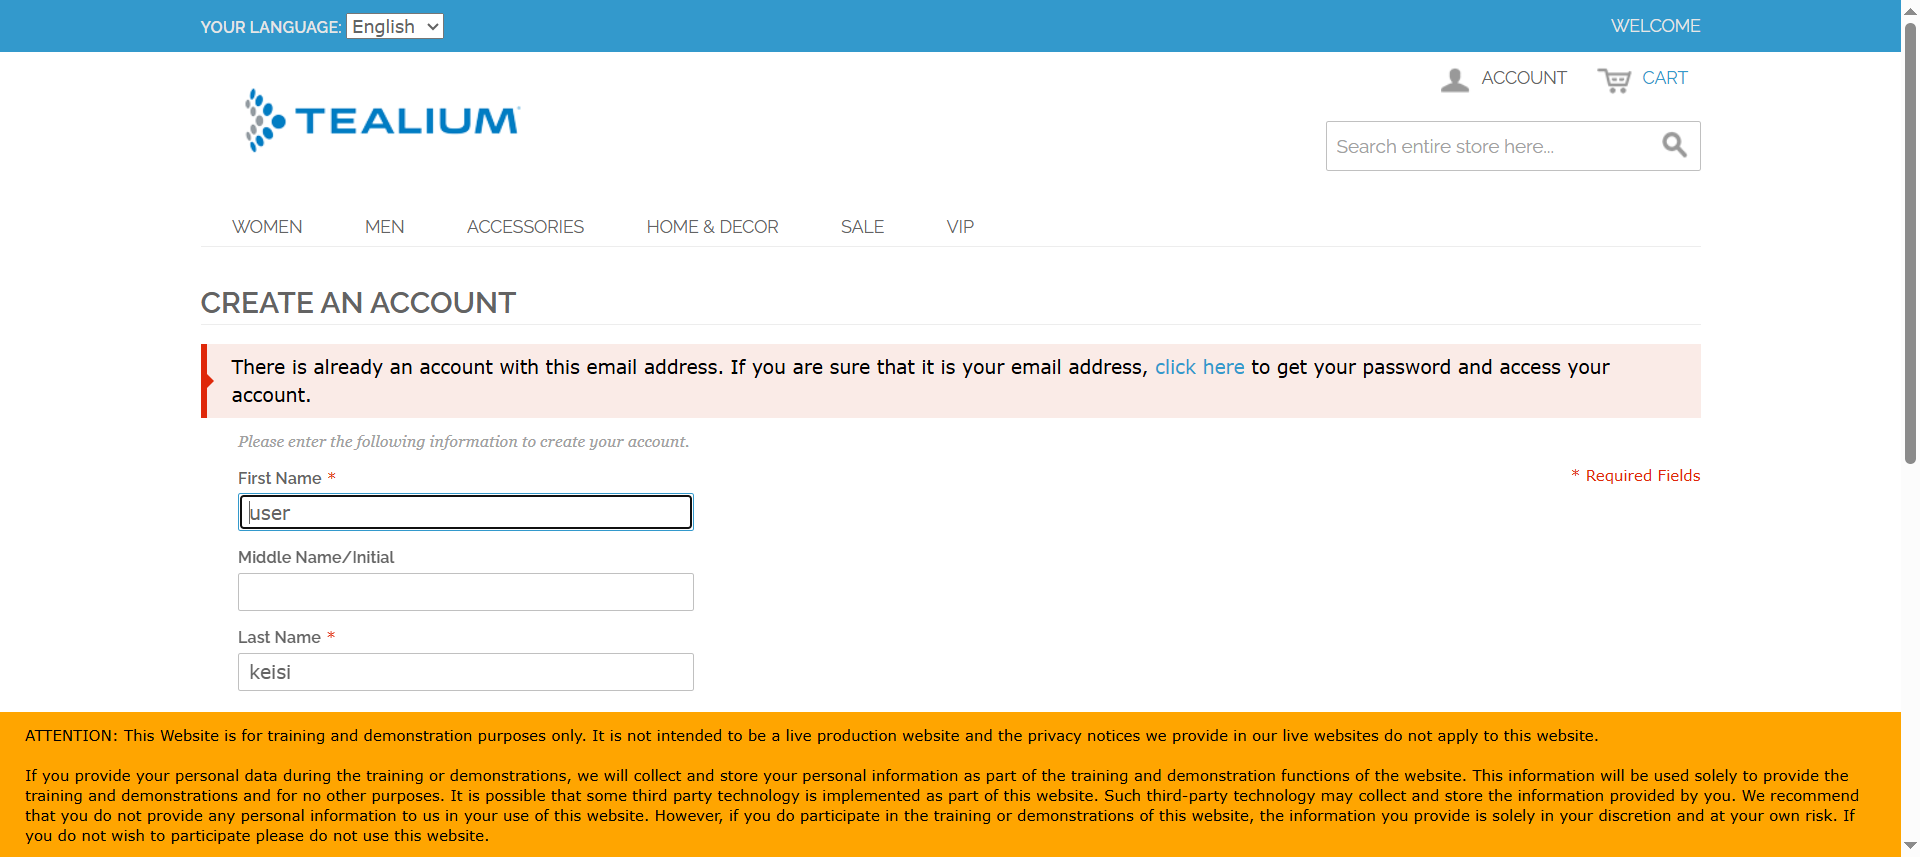 YOUR LANGUAGE: English
WELCOME
ACCOUNT
CART
TEALIUM
Search entire store here...
WOMEN MEN ACCESSORIES HOME & DECOR SALE VIP
CREATE AN ACCOUNT
There is already an account with this email address. If you are sure that it is your email address, click here to get your password and access your
account.
Please enter the following information to create your account.
First Name *
* Required Fields
user
Middle Name/Initial
Last Name *
keisi
ATTENTION: This Website is for training and demonstration purposes only. It is not intended to be a live production website and the privacy notices we provide in our live websites do not apply to this website.
If you provide your personal data during the training or demonstrations, we will collect and store your personal information as part of the training and demonstration functions of the website. This information will be used solely to provide the
training and demonstrations and for no other purposes. It is possible that some third party technology is implemented as part of this website. Such third-party technology may collect and store the information provided by you. We recommend
that you do not provide any personal information to us in your use of this website. However, if you do participate in the training or demonstrations of this website, the information you provide is solely in your discretion and at your own risk. If
you do not wish to participate please do not use this website.